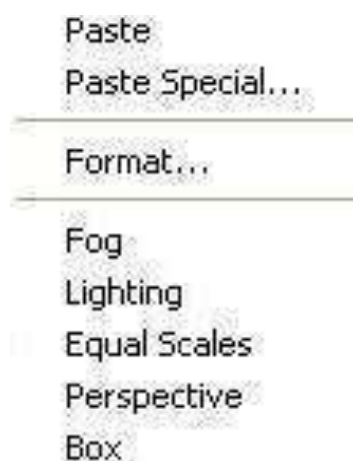 Paste
Paste Special...
Format...
Fog
Lighting
Equal Scales
Perspective
Box